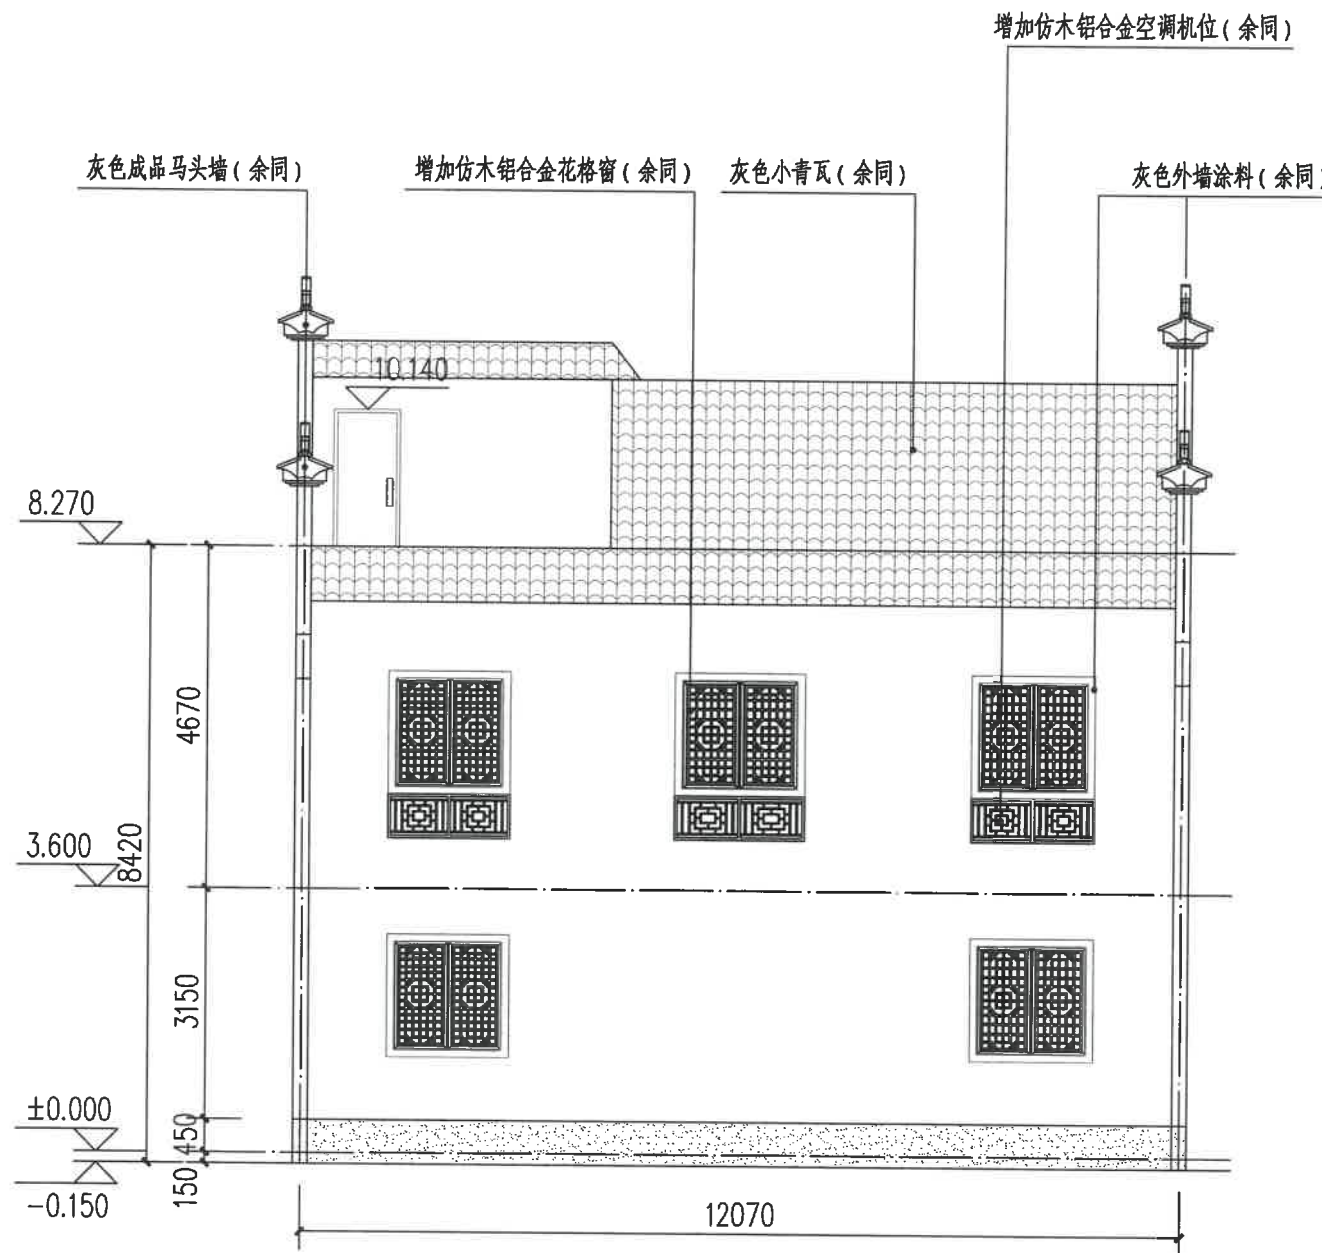 增加仿木铝合金空调机位(余同)
灰色成品马头墙(余同)
增加仿木铝合金花格窗(余同)
灰色小青瓦(余同)
灰色外墙涂料(余同)
10.140
8.270
4670
8420
3.600
3150
±0.000
450
150
-0.150
12070